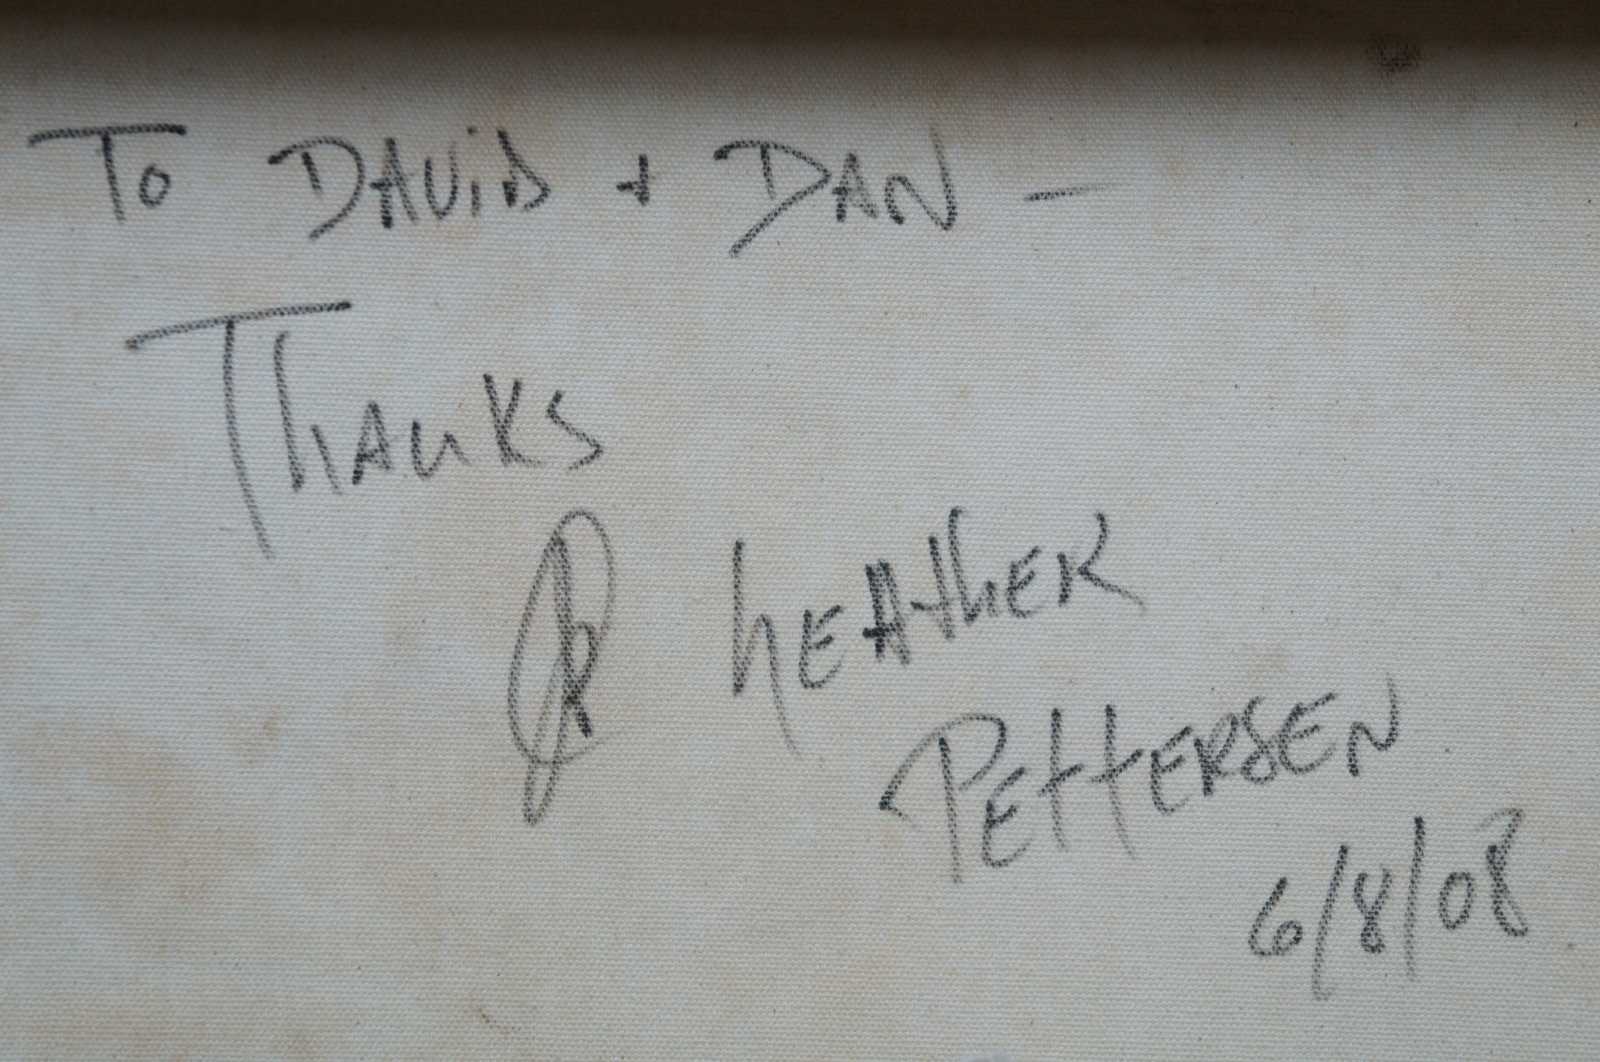 To DAViD + DAN —
ThANKS
hEAthER
PEttERSEN
6/8/08